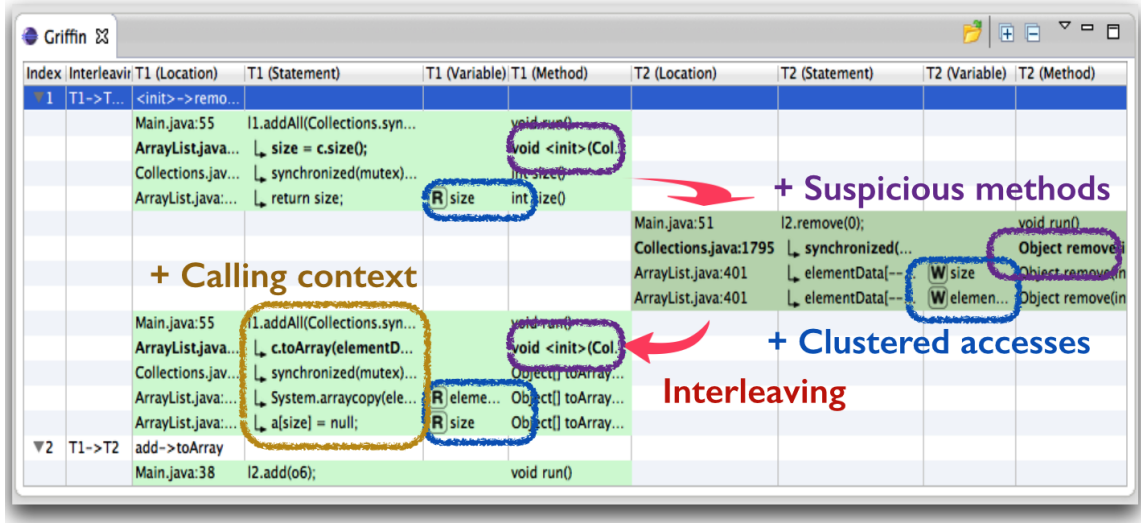 Griffin
Index Interleavir T1 (Location) T1 (Statement) T1 (Variable) T1 (Method) T2 (Location) T2 (Statement) T2 (Variable) T2 (Method)
1 T1->T... <init>->remo...
Main.java:55 l1.addAll(Collections.syn... void run()
ArrayList.java... size = c.size(); void <init>(Col.
Collections.jav... synchronized(mutex)... int size()
ArrayList.java:... return size; R size int size()
+ Suspicious methods
Main.java:51 l2.remove(0); void run()
Collections.java:1795 synchronized(... Object remove(i
ArrayList.java:401 elementData[--... W size Object remove(in
+ Calling context
ArrayList.java:401 elementData[--... W elemen... Object remove(in
Main.java:55 l1.addAll(Collections.syn... void run()
+ Clustered accesses
ArrayList.java... c.toArray(elementD... void <init>(Col.
Collections.jav... synchronized(mutex)... Object[] toArray...
Interleaving
ArrayList.java:... System.arraycopy(ele... R eleme... Object[] toArray...
ArrayList.java:... a[size] = null; R size Object[] toArray...
2 T1->T2 add->toArray
Main.java:38 l2.add(o6); void run()